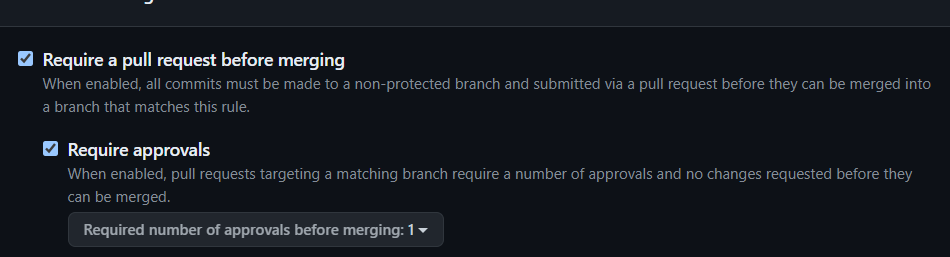 Require a pull request before merging
When enabled, all commits must be made to a non-protected branch and submitted via a pull request before they can be merged into
a branch that matches this rule.
Require approvals
When enabled, pull requests targeting a matching branch require a number of approvals and no changes requested before they
can be merged.
Required number of approvals before merging: 1